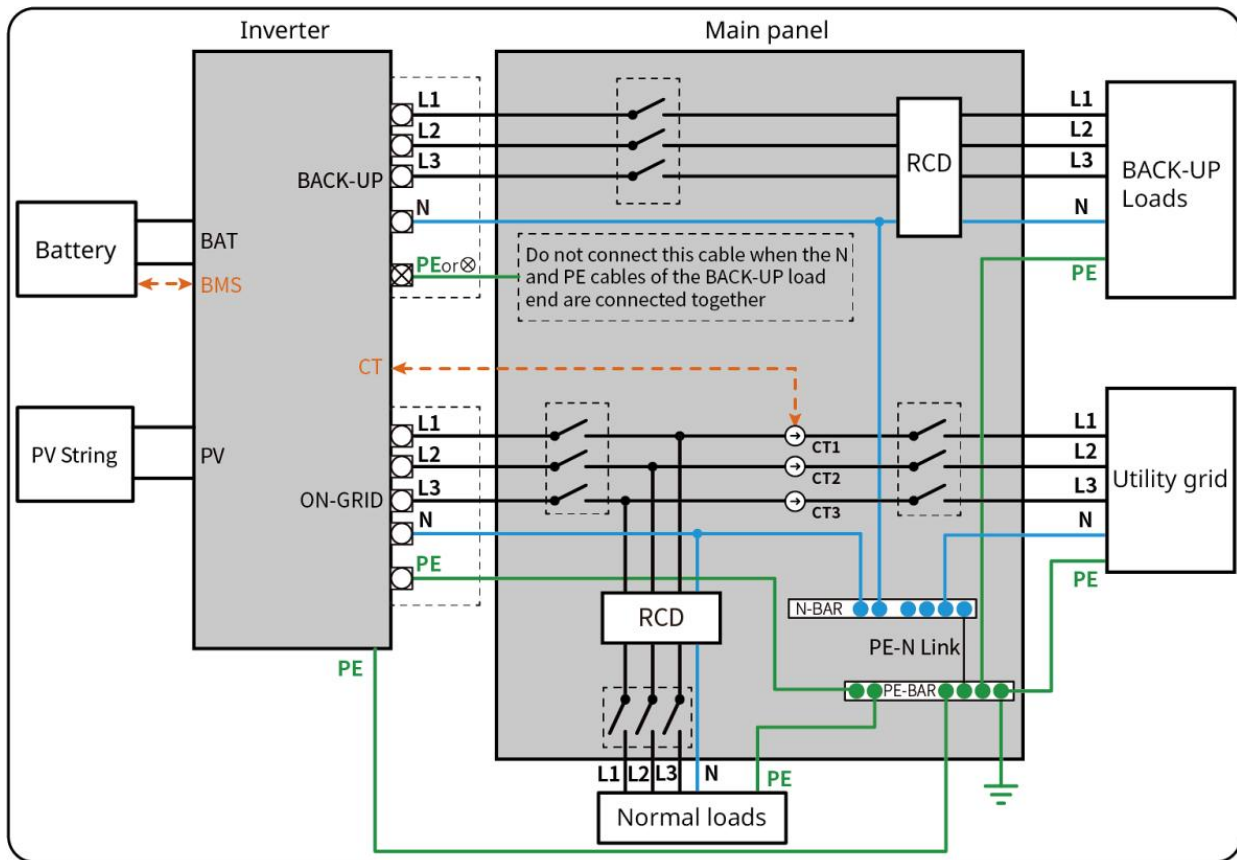 Inverter
Main panel
L1
L2
L3
BACK-UP
N
PEor⊗
RCD
L1
L2
L3
N
PE
BACK-UP
Loads
Battery
BAT
BMS
Do not connect this cable when the N
and PE cables of the BACK-UP load
end are connected together
CT
PV String
PV
L1
L2
L3
ON-GRID
N
PE
CT1
CT2
CT3
L1
L2
L3
N
PE
Utility grid
RCD
N-BAR
PE-N Link
PE-BAR
PE
L1
L2
L3
N
PE
Normal loads